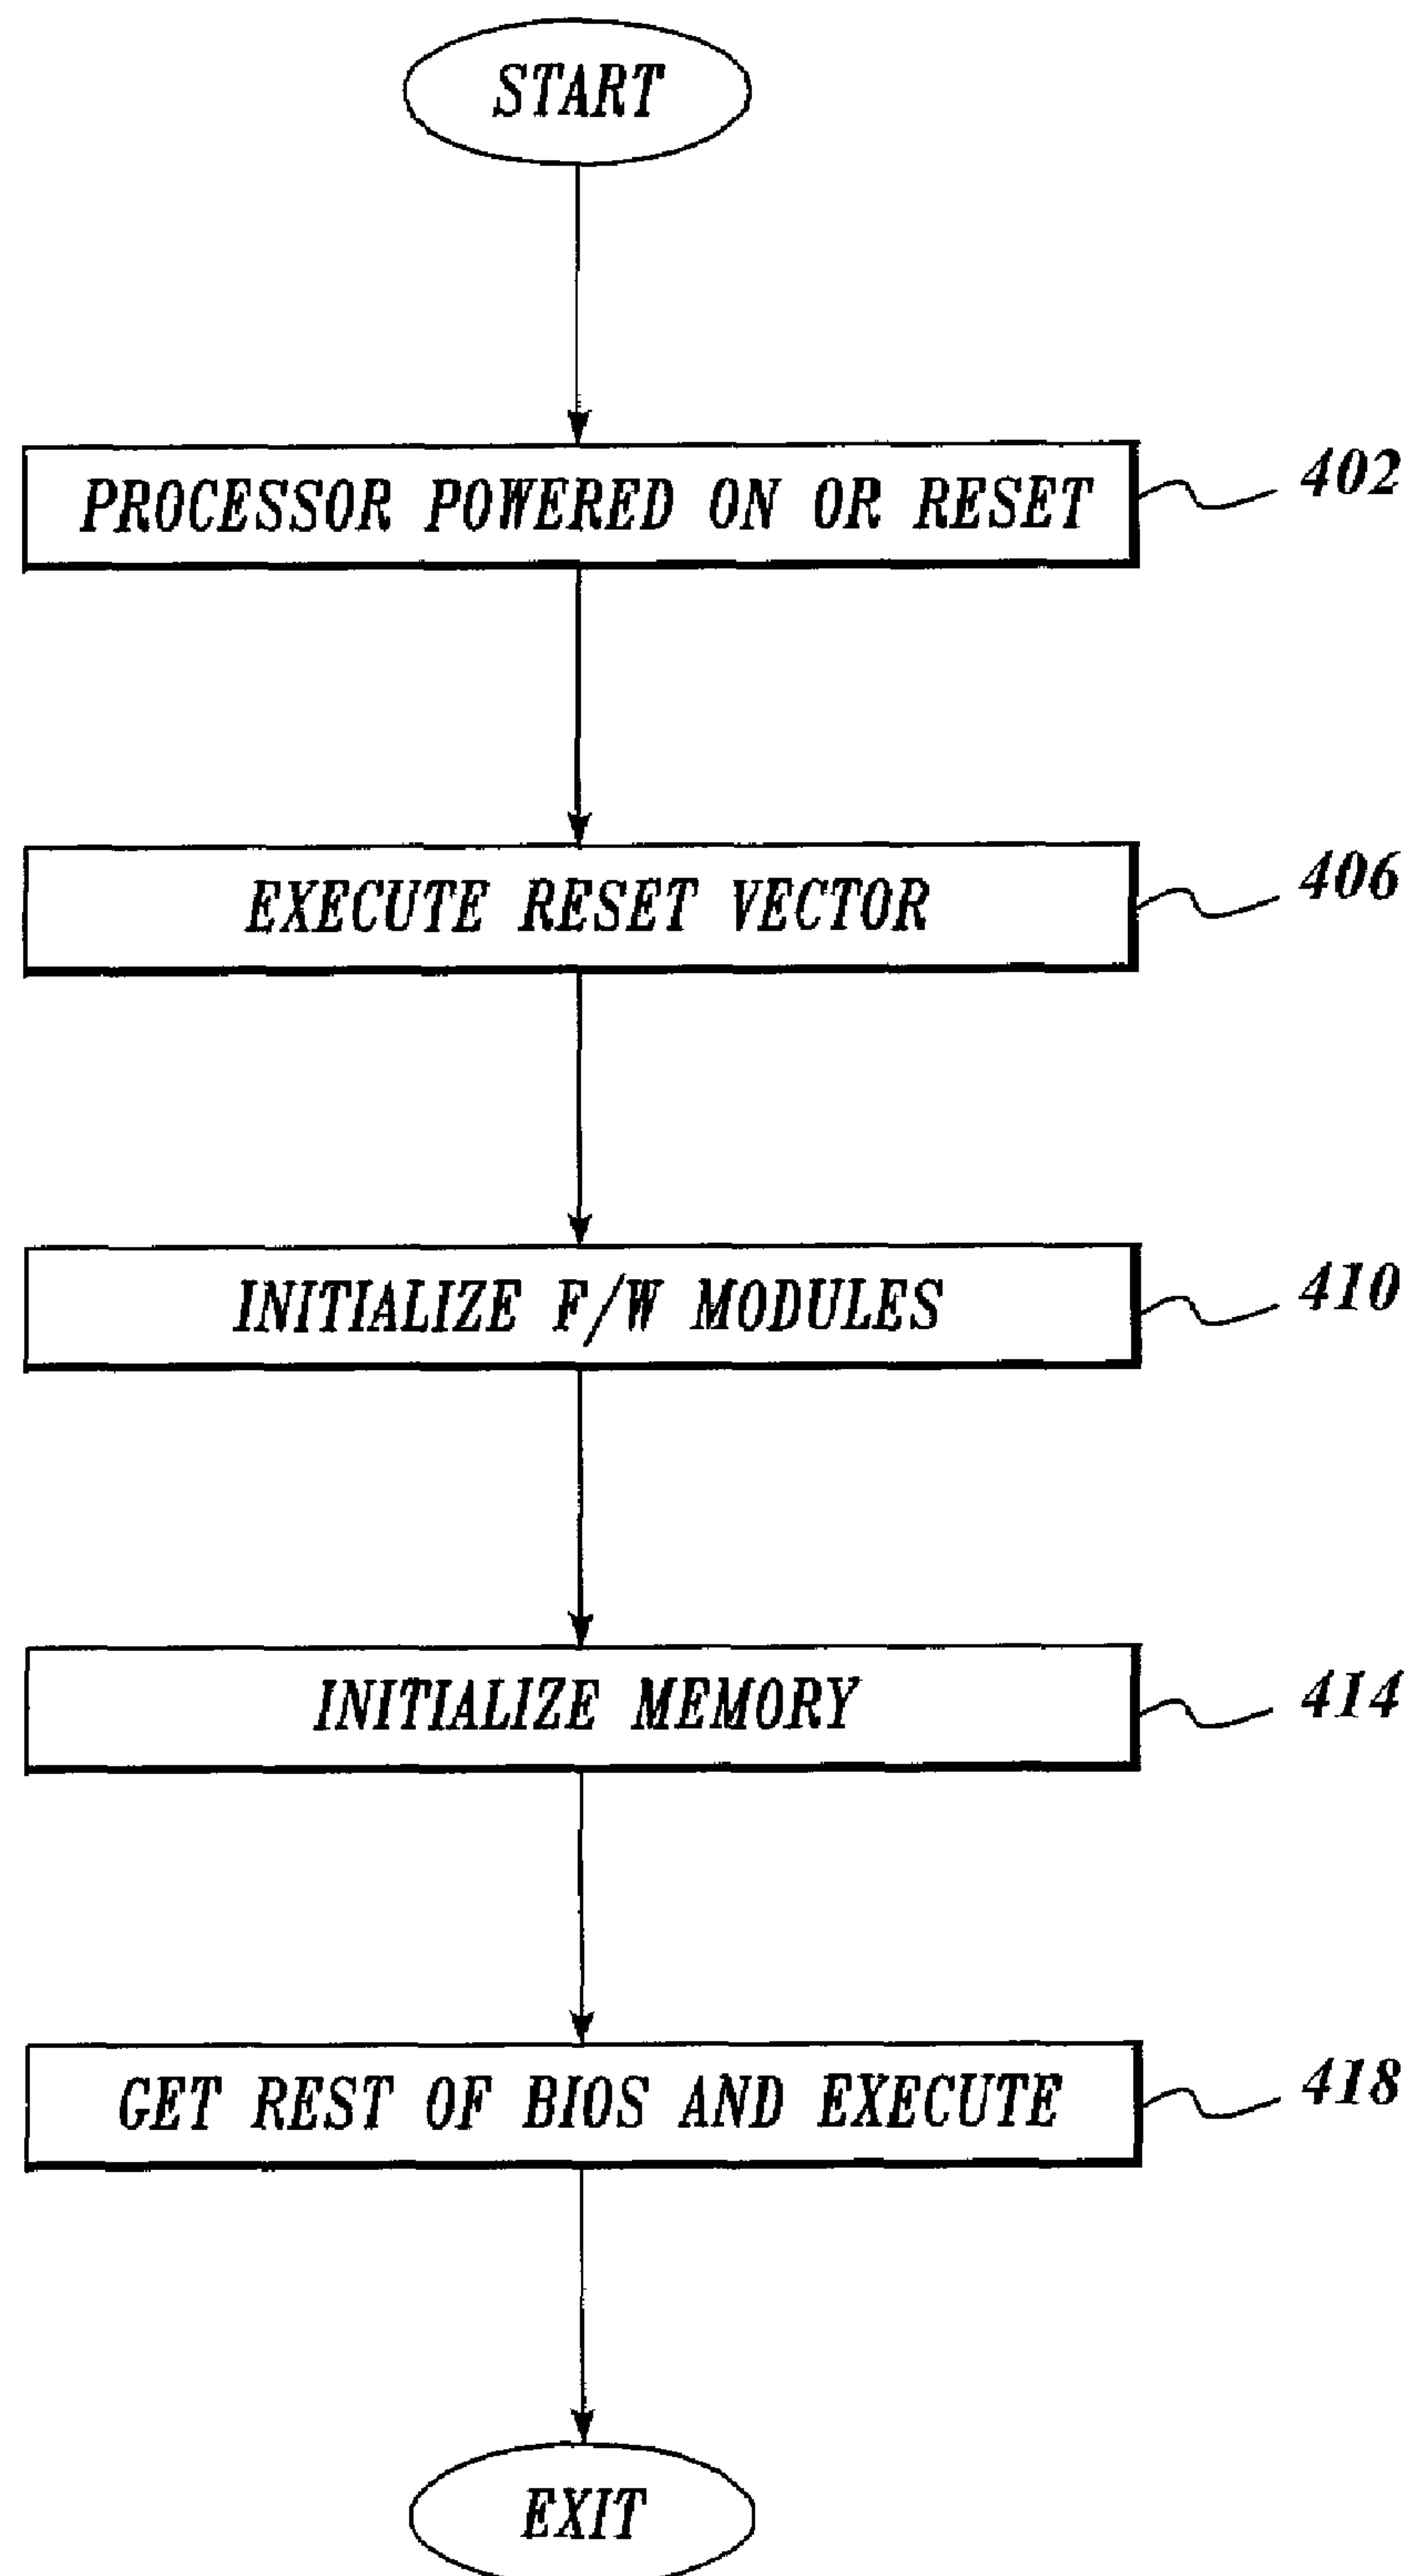 START
PROCESSOR POWERED ON OR RESET
402
EXECUTE RESET VECTOR
406
INITIALIZE F/W MODULES
410
INITIALIZE MEMORY
414
GET REST OF BIOS AND EXECUTE
418
EXIT